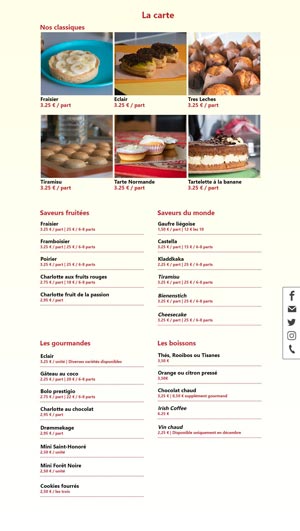 La carte
Nos classiques
Fraisier
3.25 € / part
Eclair
3.25 € / part
Tres Leches
3.25 € / part
Tiramisu
3.25 € / part
Tarte Normande
3.25 € / part
Tartelette à la banane
3.25 € / part
Saveurs fruitées
Fraisier
3.25 € / part | 25 € / 6-8 parts
Framboisier
3.25 € / part | 25 € / 6-8 parts
Poirier
3.25 € / part | 25 € / 6-8 parts
Charlotte aux fruits rouges
2.75 € / part | 18 € / 6-8 parts
Charlotte fruit de la passion
2,95 € / part
Saveurs du monde
Gaufre liégoise
1,50 € / part | 12 € les 10
Castella
3.25 € / part | 15 € / 6-8 parts
Kladdkaka
3.25 € / part | 25 € / 6-8 parts
Tiramisu
3.25 € / part | 25 € / 6-8 parts
Bienenstich
3.25 € / part | 25 € / 6-8 parts
Cheesecake
3.25 € / part | 25 € / 6-8 parts
Les gourmandes
Eclair
3.25 € / unité | Diverses variétés disponibles
Gâteau au coco
2.25 € / part | 20 € / 6-8 parts
Bolo prestigio
2.75 € / part | 22 € / 6-8 parts
Charlotte au chocolat
2,95 € / part
Drømmekage
2,95 € / part
Mini Saint-Honoré
2,50 € / unité
Mini Forêt Noire
2,50 € / unité
Cookies fourrés
2,50 € / les trois
Les boissons
Thés, Rooibos ou Tisanes
3,50 €
Orange ou citron pressé
3,50€
Chocolat chaud
3,25 € | 0,50 € supplément gourmand
Irish Coffee
6.25 €
Vin chaud
4,25 € | Disponible uniquement en décembre